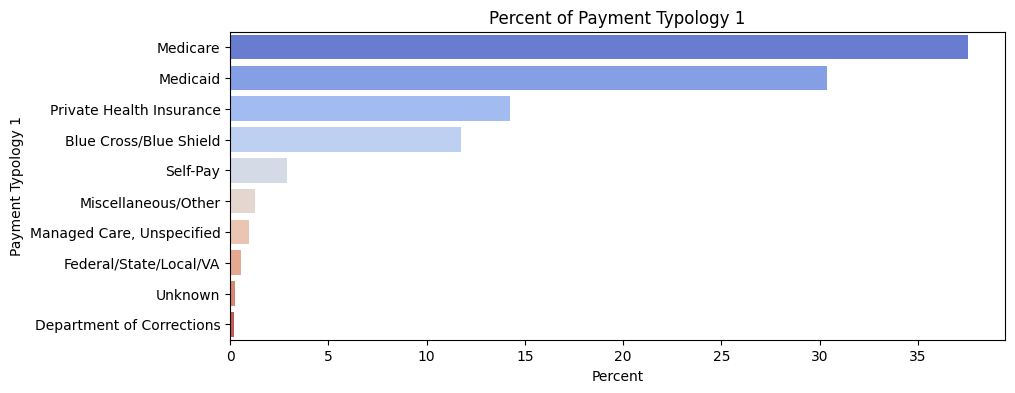 Percent of Payment Typology 1
Payment Typology 1
Medicare
Medicaid
Private Health Insurance
Blue Cross/Blue Shield
Self-Pay
Miscellaneous/Other
Managed Care, Unspecified
Federal/State/Local/VA
Unknown
Department of Corrections
0 5 10 15 20 25 30 35
Percent